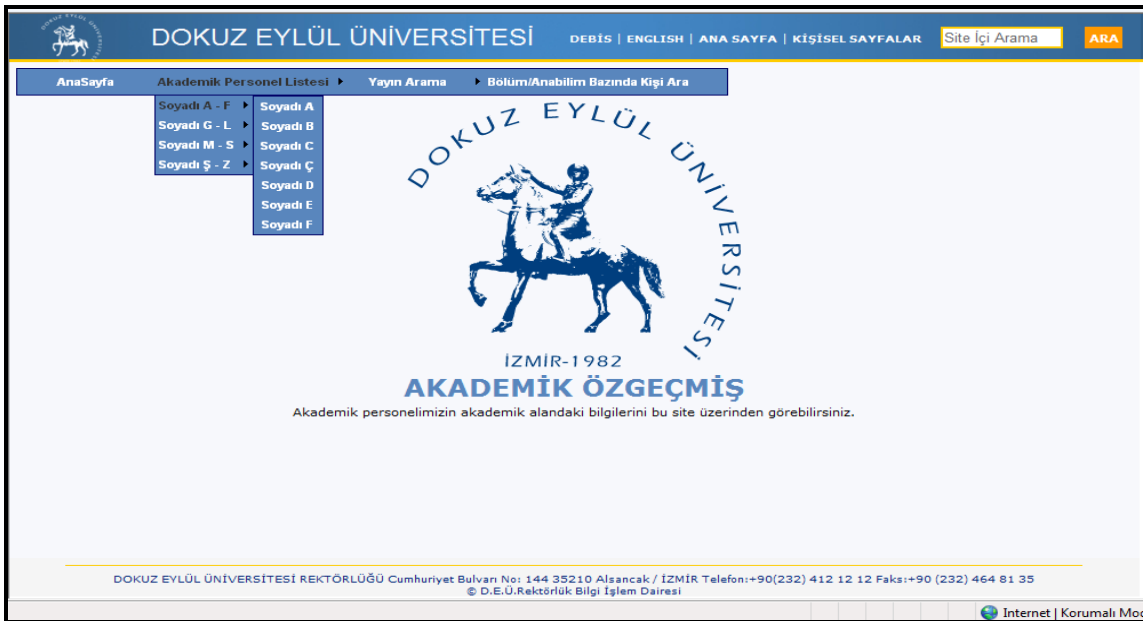 DOKUZ EYLÜL ÜNİVERSİTESİ DEBİS | ENGLISH | ANA SAYFA | KİŞİSEL SAYFALAR Site İçi Arama ARA
AnaSayfa Akademik Personel Listesi Yayın Arama Bölüm/Anabilim Bazında Kişi Ara
Soyadı A - F Soyadı A
Soyadı G - L Soyadı B
Soyadı M - S Soyadı C
Soyadı Ş - Z Soyadı Ç
Soyadı D
Soyadı E
Soyadı F
DOKUZ EYLÜL ÜNİVERSİTESİ
İZMİR-1982
AKADEMİK ÖZGEÇMİŞ
Akademik personelimizin akademik alandaki bilgilerini bu site üzerinden görebilirsiniz.
DOKUZ EYLÜL ÜNİVERSİTESİ REKTÖRLÜĞÜ Cumhuriyet Bulvarı No: 144 35210 Alsancak / İZMİR Telefon:+90(232) 412 12 12 Faks:+90 (232) 464 81 35
© D.E.Ü.Rektörlük Bilgi İşlem Dairesi
Internet | Korumalı Mod